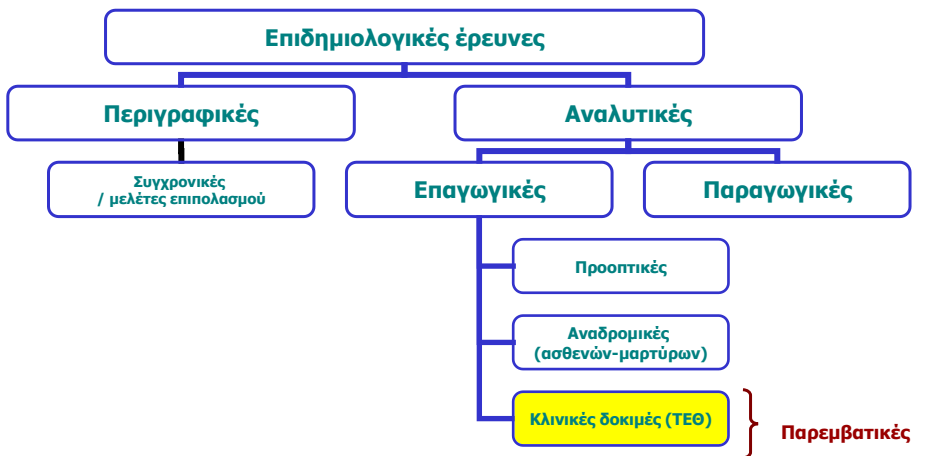 Επιδημιολογικές έρευνες
Περιγραφικές
Αναλυτικές
Συγχρονικές
/ μελέτες επιπολασμού
Επαγωγικές
Παραγωγικές
Προοπτικές
Αναδρομικές
(ασθενών-μαρτύρων)
Κλινικές δοκιμές (ΤΕΘ)
Παρεμβατικές